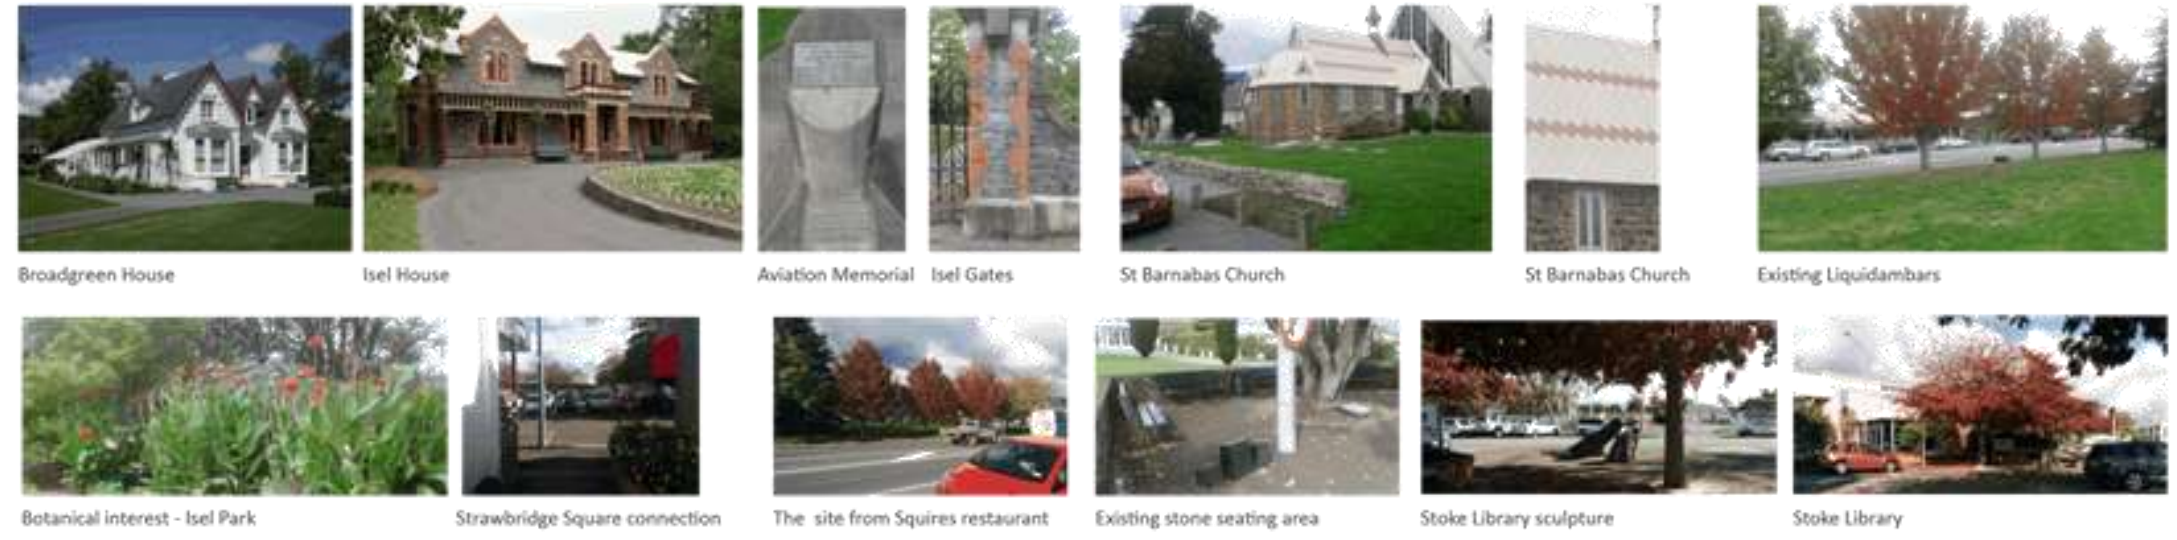 Broadgreen House
Isel House
Aviation Memorial
Isel Gates
St Barnabas Church
St Barnabas Church
Existing Liquidambars
Botanical interest - Isel Park
Strawbridge Square connection
The site from Squires restaurant
Existing stone seating area
Stoke Library sculpture
Stoke Library